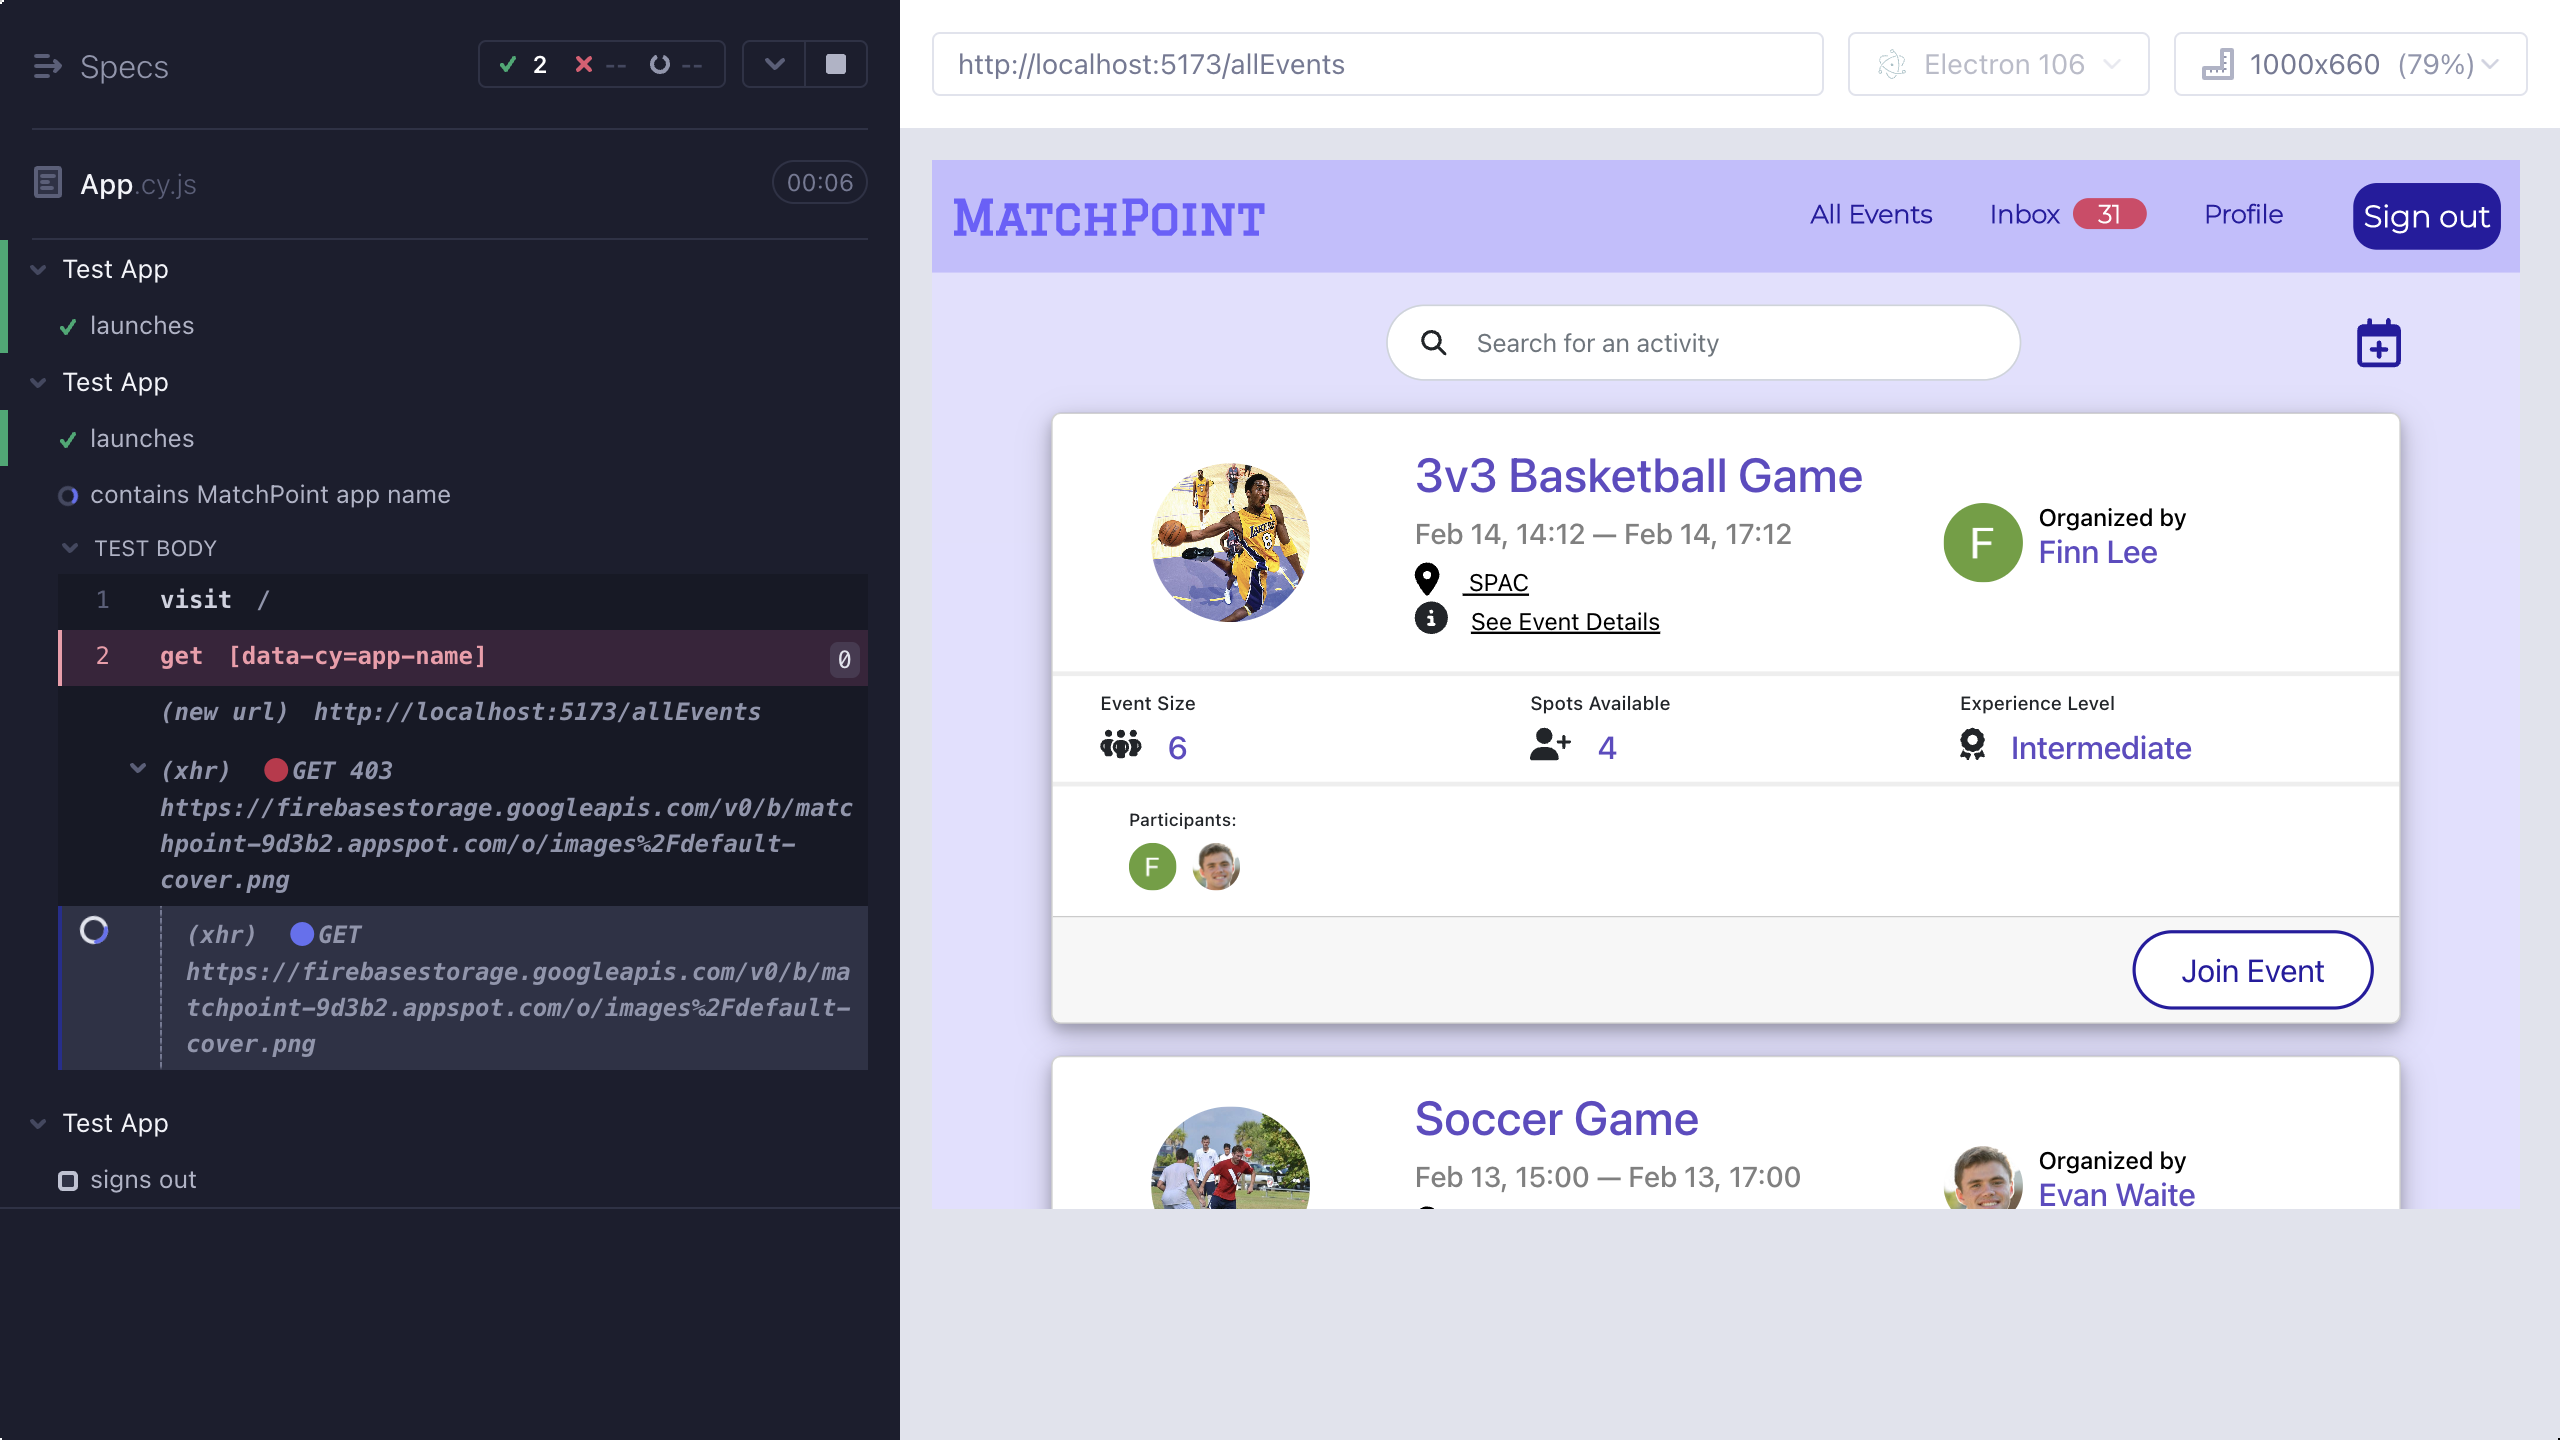 Specs
2 -- --
App.cy.js
00:06
Test App
launches
Test App
launches
contains MatchPoint app name
TEST BODY
1 visit /
2 get [data-cy=app-name] 0
(new url) http://localhost:5173/allEvents
(xhr) GET 403
https://firebasestorage.googleapis.com/v0/b/matc
hpoint-9d3b2.appspot.com/o/images%2Fdefault-
cover.png
(xhr) GET
https://firebasestorage.googleapis.com/v0/b/ma
tchpoint-9d3b2.appspot.com/o/images%2Fdefault-
cover.png
Test App
signs out
http://localhost:5173/allEvents
Electron 106
1000x660 (79%)
MATCHPOINT
All Events
Inbox 31
Profile
Sign out
Search for an activity
3v3 Basketball Game
Feb 14, 14:12 — Feb 14, 17:12
SPAC
See Event Details
F
Organized by
Finn Lee
Event Size
6
Spots Available
4
Experience Level
Intermediate
Participants:
F
Join Event
Soccer Game
Feb 13, 15:00 — Feb 13, 17:00
Organized by
Evan Waite